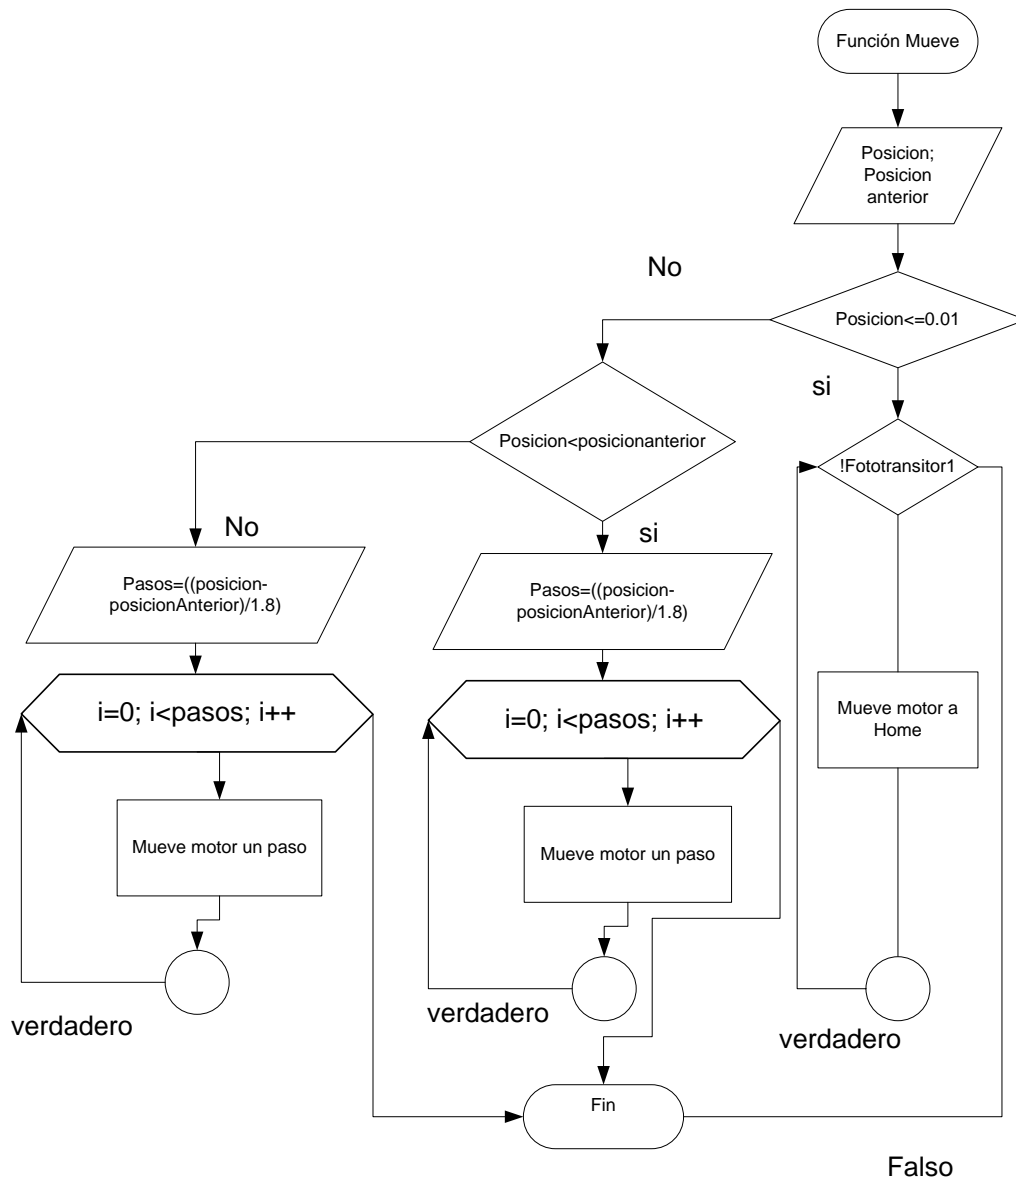 Función Mueve
Posicion;
Posicion
anterior
No
Posicion<=0.01
si
Posicion<posicionanterior
!Fototransitor1
No
si
Pasos=((posicion-
posicionAnterior)/1.8)
Pasos=((posicion-
posicionAnterior)/1.8)
i=0; i<pasos; i++
i=0; i<pasos; i++
Mueve motor a
Home
Mueve motor un paso
Mueve motor un paso
verdadero
verdadero
verdadero
Fin
Falso